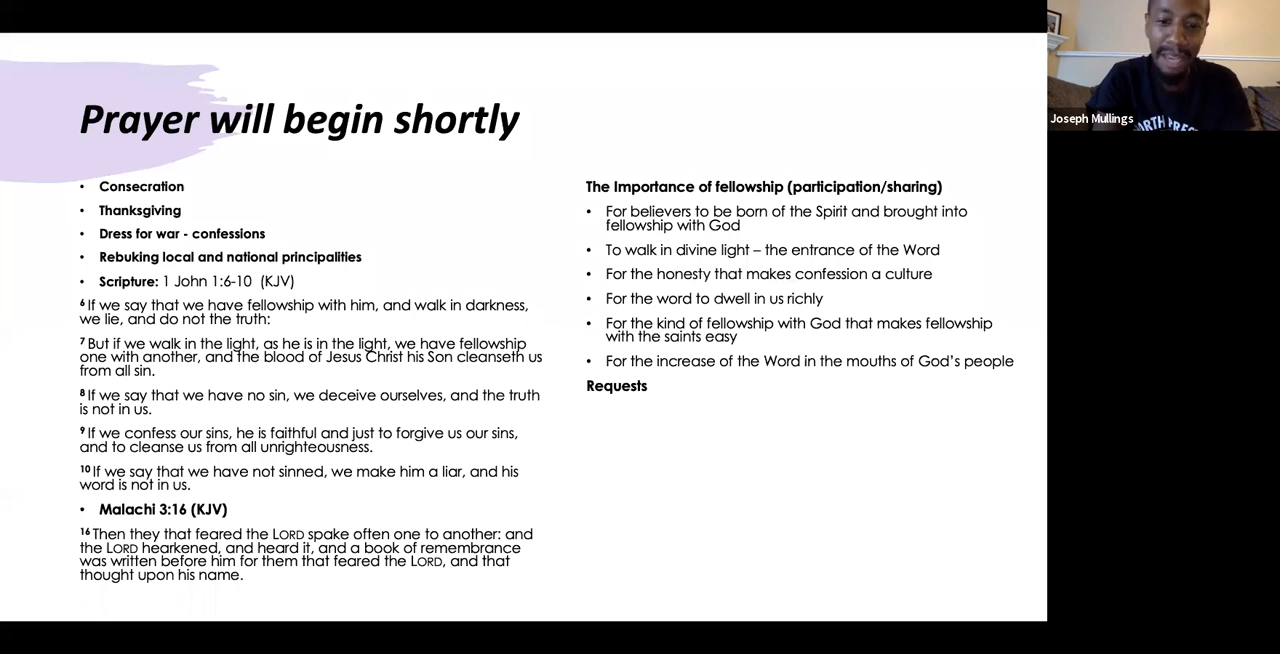 Prayer will begin shortly
• Consecration
• Thanksgiving
• Dress for war - confessions
• Rebuking local and national principalities
• Scripture: 1 John 1:6-10 (KJV)
6 If we say that we have fellowship with him, and walk in darkness,
we lie, and do not the truth:
7 But if we walk in the light, as he is in the light, we have fellowship
one with another, and the blood of Jesus Christ his Son cleanseth us
from all sin.
8 If we say that we have no sin, we deceive ourselves, and the truth
is not in us.
9 If we confess our sins, he is faithful and just to forgive us our sins,
and to cleanse us from all unrighteousness.
10 If we say that we have not sinned, we make him a liar, and his
word is not in us.
• Malachi 3:16 (KJV)
16 Then they that feared the LORD spake often one to another: and
the LORD hearkened, and heard it, and a book of remembrance
was written before him for them that feared the LORD, and that
thought upon his name.
The Importance of fellowship (participation/sharing)
• For believers to be born of the Spirit and brought into
fellowship with God
• To walk in divine light – the entrance of the Word
• For the honesty that makes confession a culture
• For the word to dwell in us richly
• For the kind of fellowship with God that makes fellowship
with the saints easy
• For the increase of the Word in the mouths of God's people
Requests
Joseph Mullings